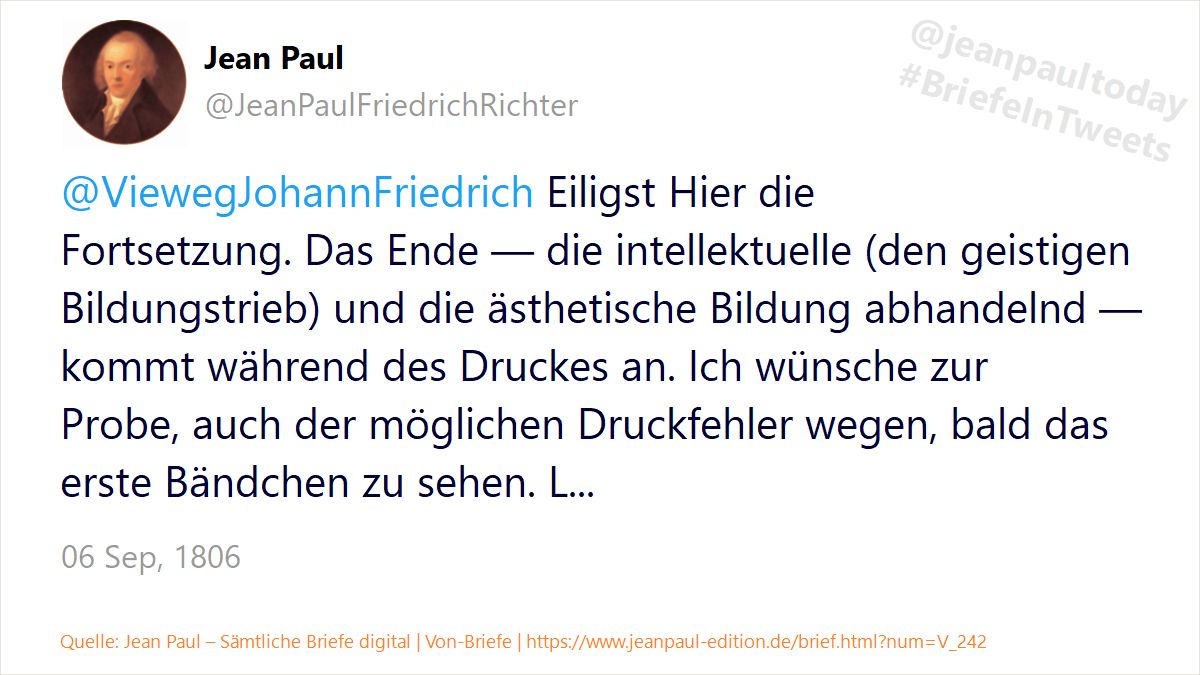 Jean Paul
@JeanPaulFriedrichRichter
@jeanpaultoday
#BriefeInTweets
@ViewegJohannFriedrich Eiligst Hier die
Fortsetzung. Das Ende — die intellektuelle (den geistigen
Bildungstrieb) und die ästhetische Bildung abhandelnd —
kommt während des Druckes an. Ich wünsche zur
Probe, auch der möglichen Druckfehler wegen, bald das
erste Bändchen zu sehen. L...
06 Sep, 1806
Quelle: Jean Paul – Sämtliche Briefe digital | Von-Briefe | https://www.jeanpaul-edition.de/brief.html?num=V_242